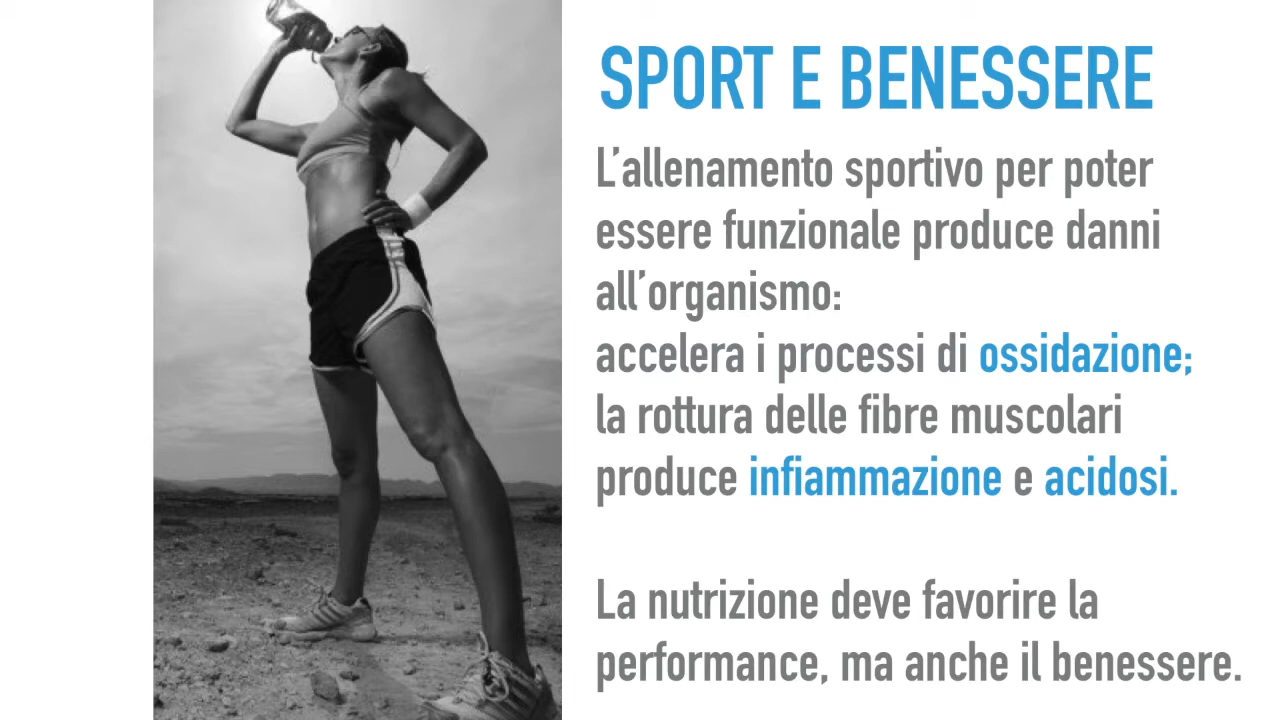 SPORT E BENESSERE
L'allenamento sportivo per poter
essere funzionale produce danni
all'organismo:
accelera i processi di ossidazione;
la rottura delle fibre muscolari
produce infiammazione e acidosi.
La nutrizione deve favorire la
performance, ma anche il benessere.